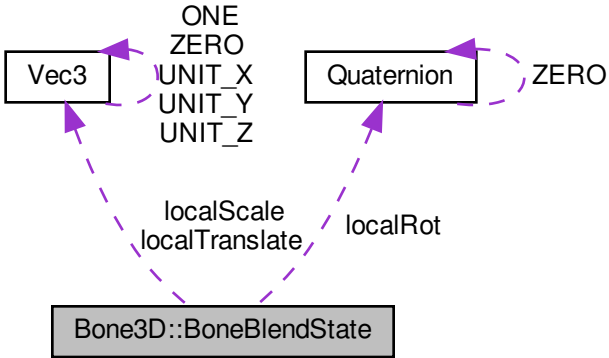 ONE
ZERO
UNIT_X
UNIT_Y
UNIT_Z
Vec3
Quaternion
ZERO
localScale
localTranslate
localRot
Bone3D::BoneBlendState